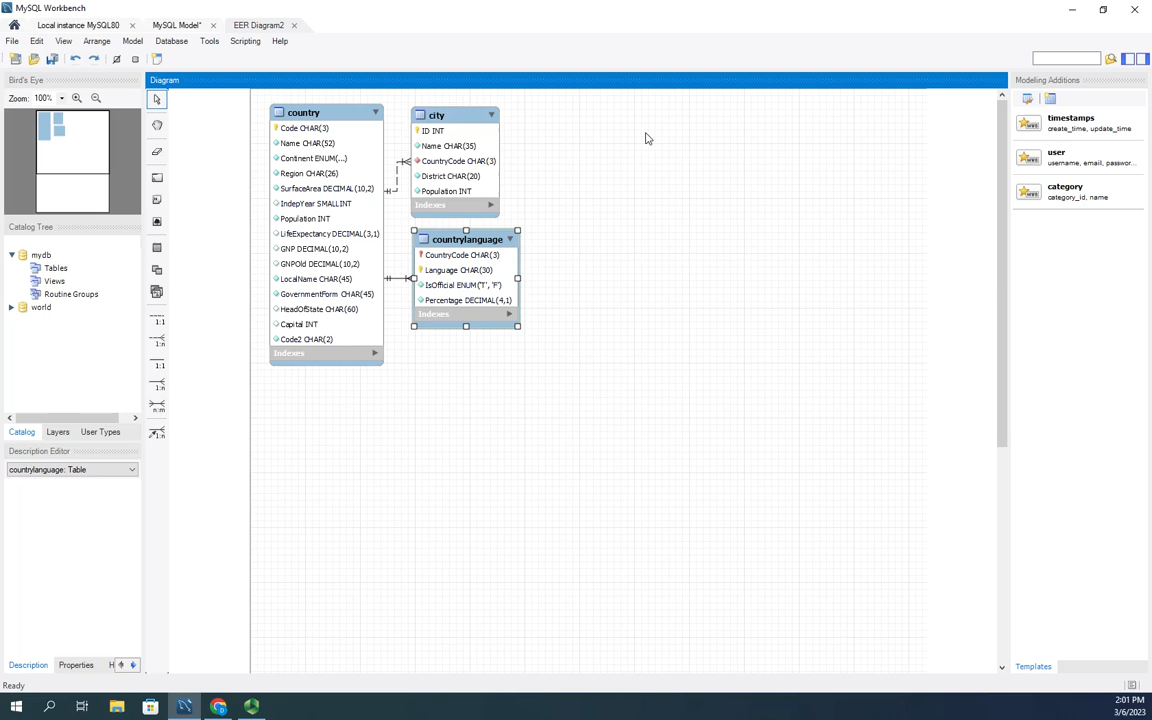 MySQL Workbench
Local instance MySQL80
MySQL Model*
EER Diagram2
File
Edit
View
Arrange
Model
Database
Tools
Scripting
Help
Bird's Eye
Zoom: 100%
Catalog Tree
mydb
Tables
Views
Routine Groups
world
Catalog
Layers
User Types
Description Editor
countrylanguage: Table
Description
Properties
H
Ready
Diagram
1:1
1:n
1:1
1:n
n:m
1:n
country
Code CHAR(3)
Name CHAR(52)
Continent ENUM(...)
Region CHAR(26)
SurfaceArea DECIMAL(10,2)
IndepYear SMALLINT
Population INT
LifeExpectancy DECIMAL(3,1)
GNP DECIMAL(10,2)
GNPOld DECIMAL(10,2)
LocalName CHAR(45)
GovernmentForm CHAR(45)
HeadOfState CHAR(60)
Capital INT
Code2 CHAR(2)
Indexes
city
ID INT
Name CHAR(35)
CountryCode CHAR(3)
District CHAR(20)
Population INT
Indexes
countrylanguage
CountryCode CHAR(3)
Language CHAR(30)
IsOfficial ENUM('T', 'F')
Percentage DECIMAL(4,1)
Indexes
Modeling Additions
timestamps
create_time, update_time
user
username, email, passwor...
category
category_id, name
Templates
2:01 PM
3/6/2023